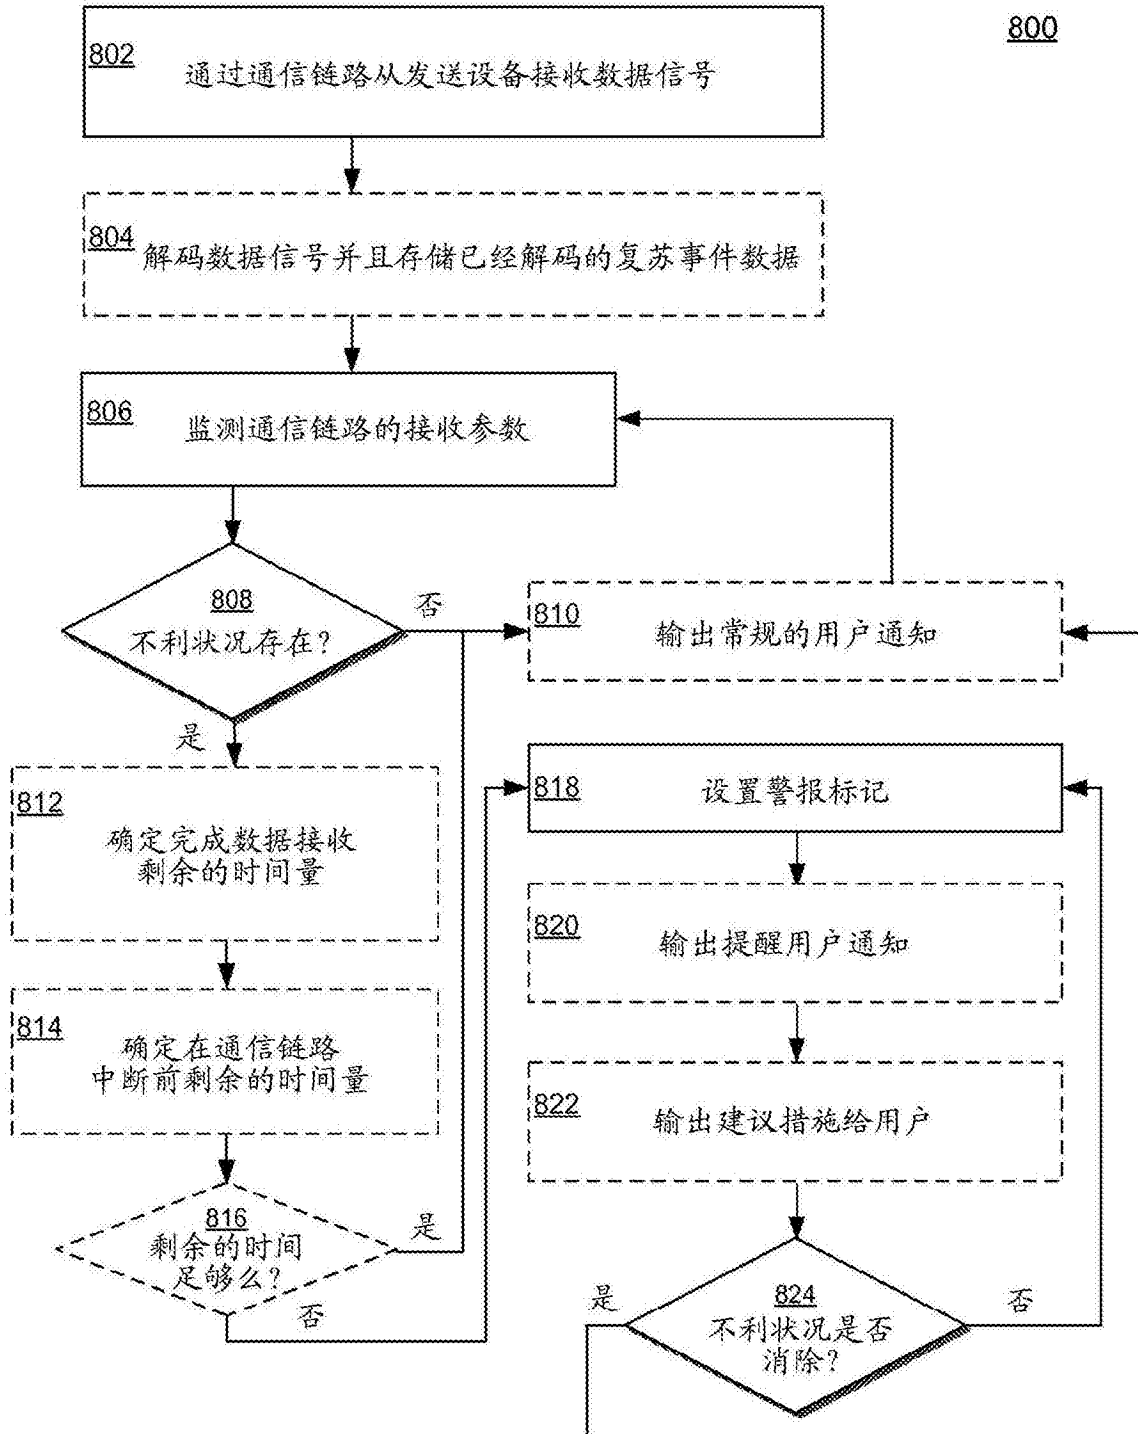 800
802
通过通信链路从发送设备接收数据信号
804
解码数据信号并且存储已经解码的复苏事件数据
806
监测通信链路的接收参数
808
不利状况存在？
否
是
810
输出常规的用户通知
812
确定完成数据接收
剩余的时间量
814
确定在通信链路
中断前剩余的时间量
816
剩余的时间
足够么？
是
否
818
设置警报标记
820
输出提醒用户通知
822
输出建议措施给用户
824
不利状况是否
消除？
是
否